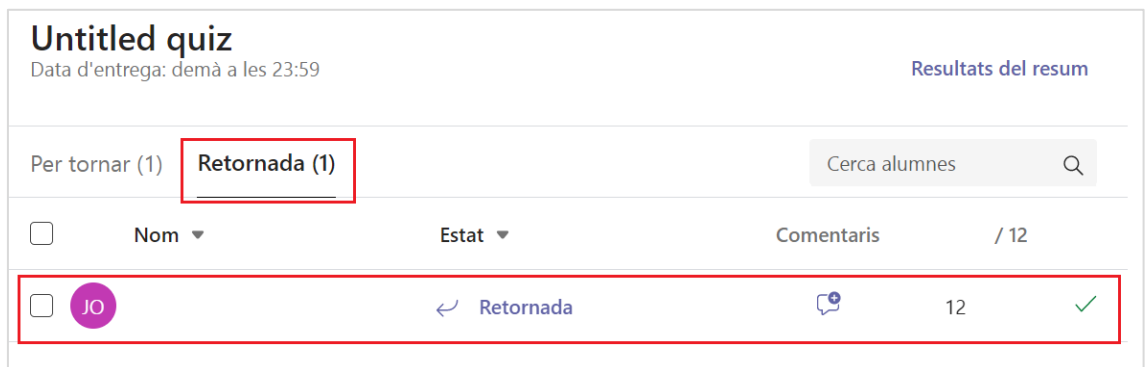 Untitled quiz
Data d'entrega: demà a les 23:59
Resultats del resum
Per tornar (1) Retornada (1) Cerca alumnes
Nom Estat Comentaris / 12
JO Retornada 12